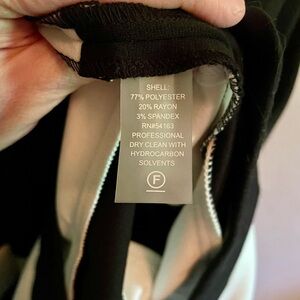 SHELL:
77% POLYESTER
20% RAYON
3% SPANDEX
RN#54163
PROFESSIONAL
DRY CLEAN WITH
HYDROCARBON
SOLVENTS
F